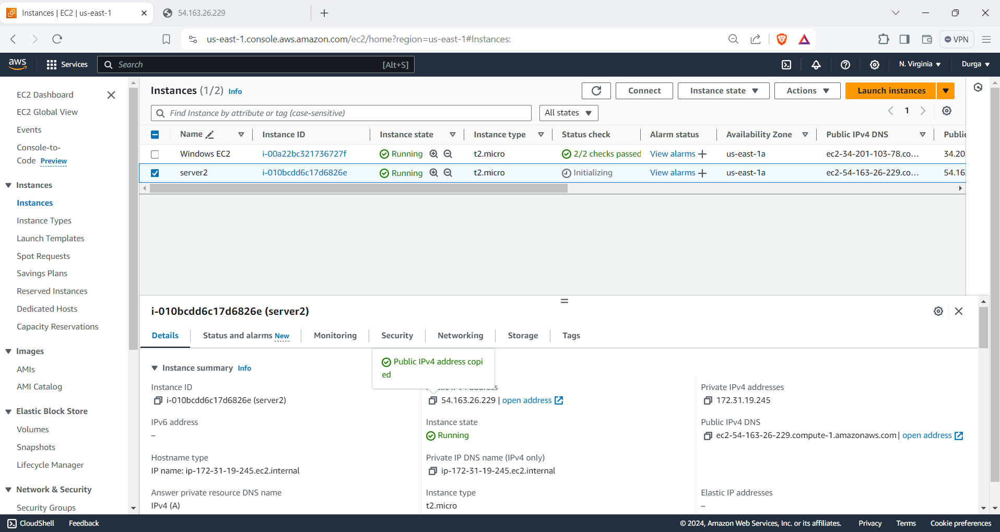 Instances | EC2 | us-east-1
54.163.26.229
us-east-1.console.aws.amazon.com/ec2/home?region=us-east-1#Instances:
VPN
aws
Services
Search
[Alt+S]
N. Virginia
Durga
EC2 Dashboard
EC2 Global View
Events
Console-to-
Code Preview
Instances
Instances
Instance Types
Launch Templates
Spot Requests
Savings Plans
Reserved Instances
Dedicated Hosts
Capacity Reservations
Images
AMIs
AMI Catalog
Elastic Block Store
Volumes
Snapshots
Lifecycle Manager
Network & Security
Security Groups
Instances (1/2) Info
Connect
Instance state
Actions
Launch instances
Find Instance by attribute or tag (case-sensitive)
All states
1
Name Instance ID Instance state Instance type Status check Alarm status Availability Zone Public IPv4 DNS Public
Windows EC2 i-00a22bc321736727f Running t2.micro 2/2 checks passed View alarms + us-east-1a ec2-34-201-103-78.co... 34.20
server2 i-010bcdd6c17d6826e Running t2.micro Initializing View alarms + us-east-1a ec2-54-163-26-229.co... 54.16
i-010bcdd6c17d6826e (server2)
Details
Status and alarms New
Monitoring
Security
Networking
Storage
Tags
Public IPv4 address copi
ed
Instance summary Info
Instance ID
i-010bcdd6c17d6826e (server2)
Public IPv4 address
54.163.26.229 | open address
Private IPv4 addresses
172.31.19.245
IPv6 address
–
Instance state
Running
Public IPv4 DNS
ec2-54-163-26-229.compute-1.amazonaws.com | open address
Hostname type
IP name: ip-172-31-19-245.ec2.internal
Private IP DNS name (IPv4 only)
ip-172-31-19-245.ec2.internal
Answer private resource DNS name
IPv4 (A)
Instance type
t2.micro
Elastic IP addresses
–
CloudShell
Feedback
© 2024, Amazon Web Services, Inc. or its affiliates.
Privacy
Terms
Cookie preferences